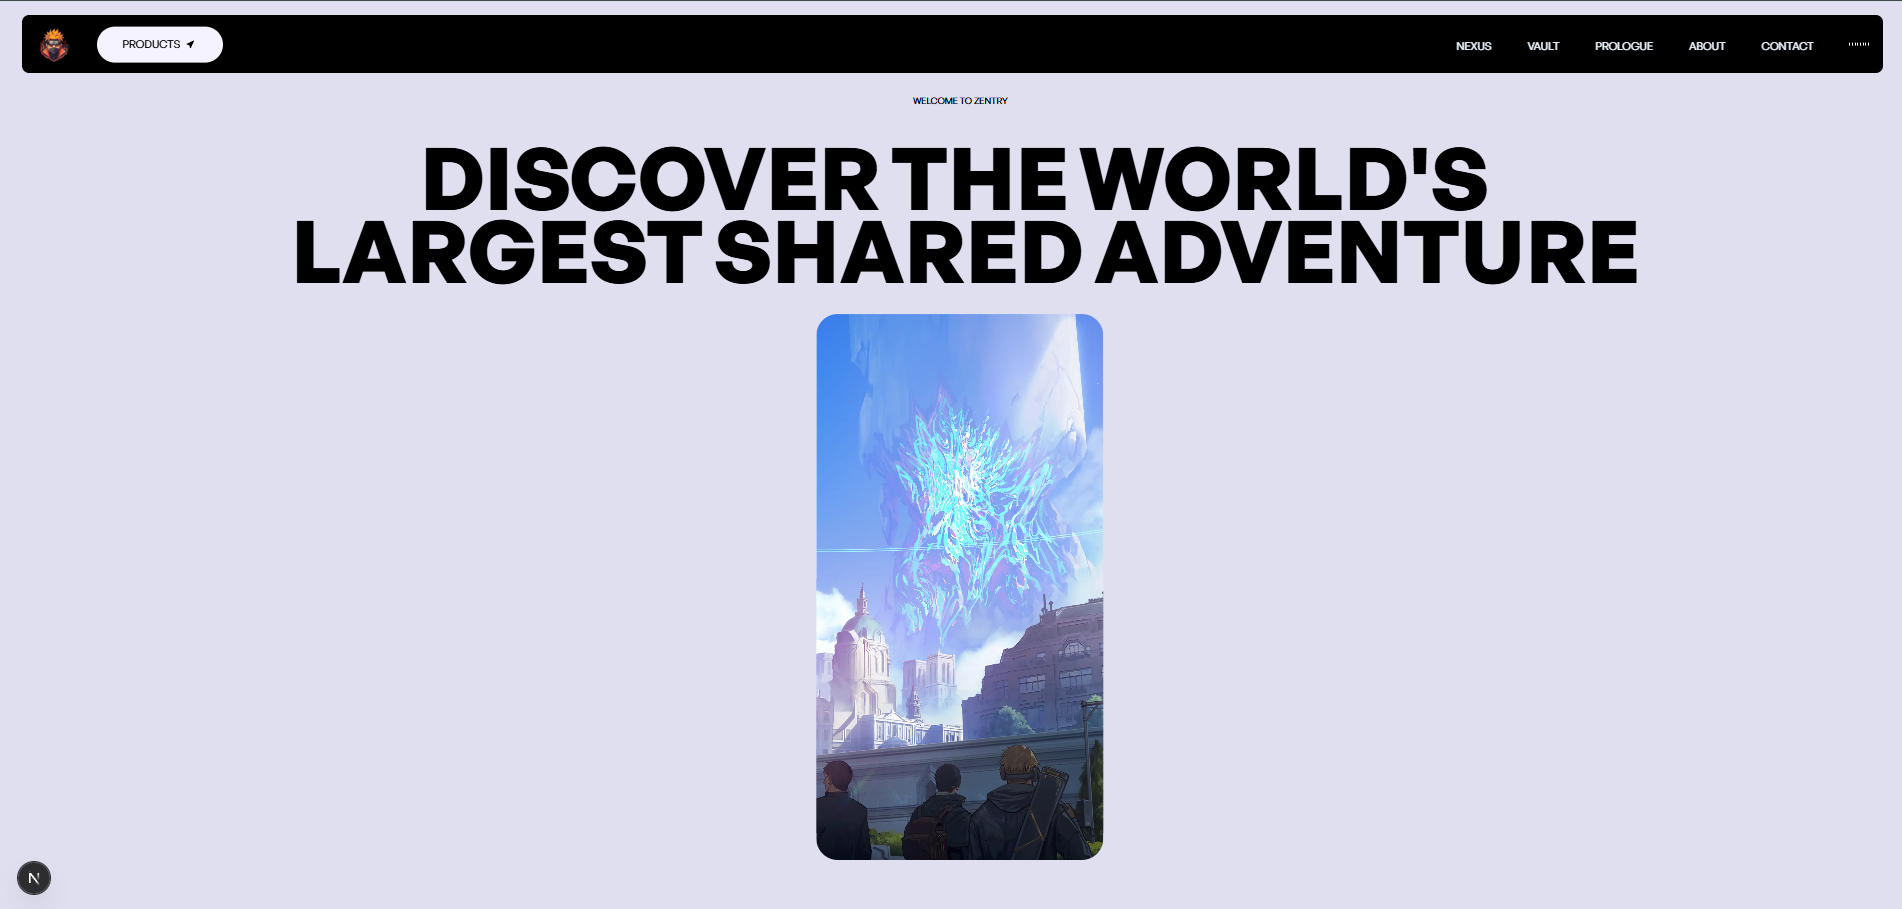 PRODUCTS
NEXUS VAULT PROLOGUE ABOUT CONTACT
WELCOME TO ZENTRY
DISCOVER THE WORLD'S
LARGEST SHARED ADVENTURE
N